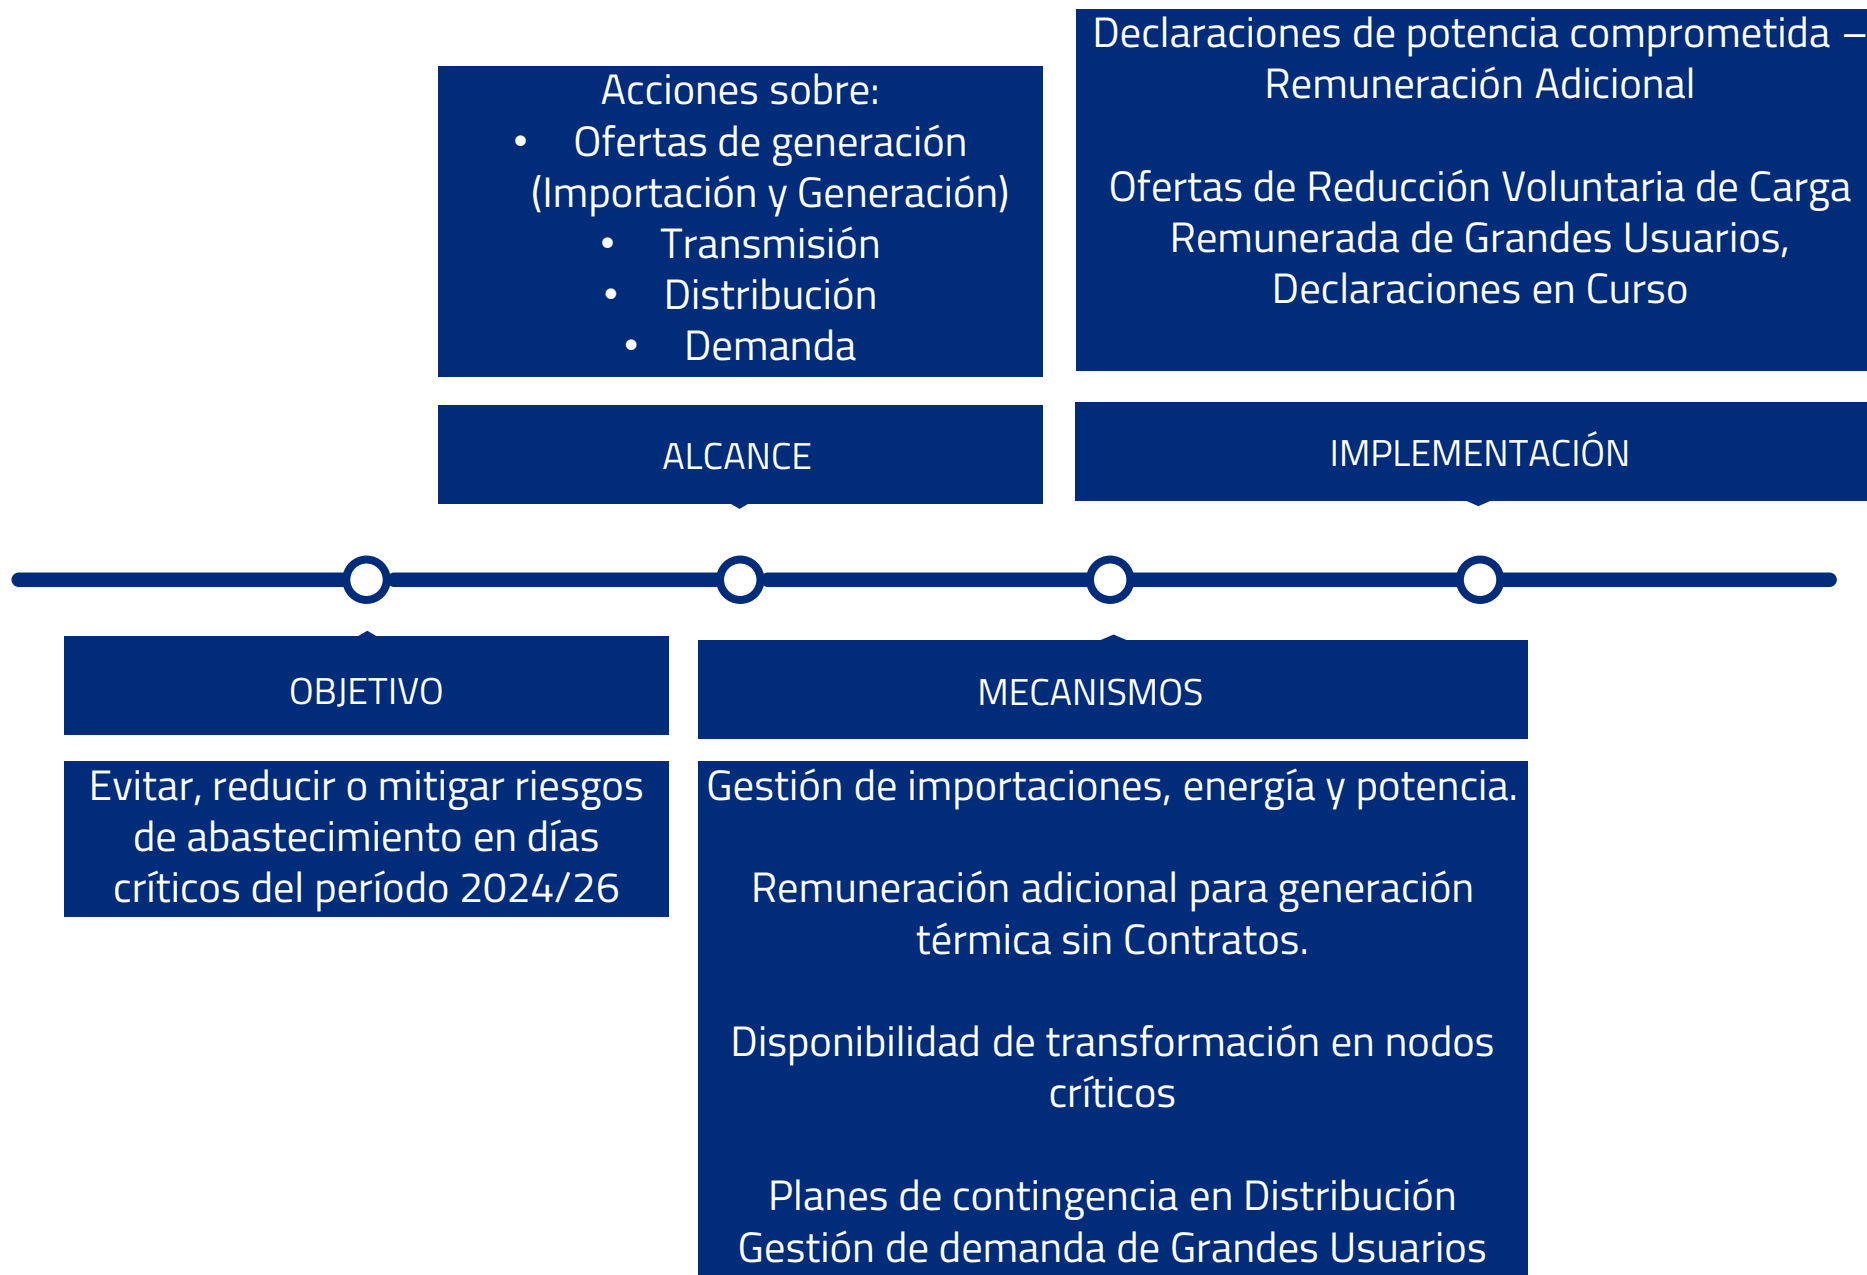 Acciones sobre:
• Ofertas de generación
(Importación y Generación)
• Transmisión
• Distribución
• Demanda
ALCANCE
Declaraciones de potencia comprometida –
Remuneración Adicional
Ofertas de Reducción Voluntaria de Carga
Remunerada de Grandes Usuarios,
Declaraciones en Curso
IMPLEMENTACIÓN
OBJETIVO
Evitar, reducir o mitigar riesgos
de abastecimiento en días
críticos del período 2024/26
MECANISMOS
Gestión de importaciones, energía y potencia.
Remuneración adicional para generación
térmica sin Contratos.
Disponibilidad de transformación en nodos
críticos
Planes de contingencia en Distribución
Gestión de demanda de Grandes Usuarios